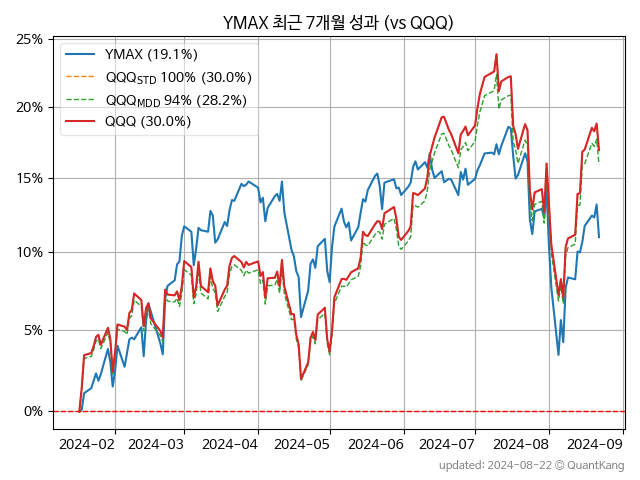 YMAX 최근 7개월 성과 (vs QQQ)
25%
20%
15%
10%
5%
0%
YMAX (19.1%)
QQQSTD 100% (30.0%)
QQQMDD 94% (28.2%)
QQQ (30.0%)
2024-02 2024-03 2024-04 2024-05 2024-06 2024-07 2024-08 2024-09
updated: 2024-08-22 © QuantKang